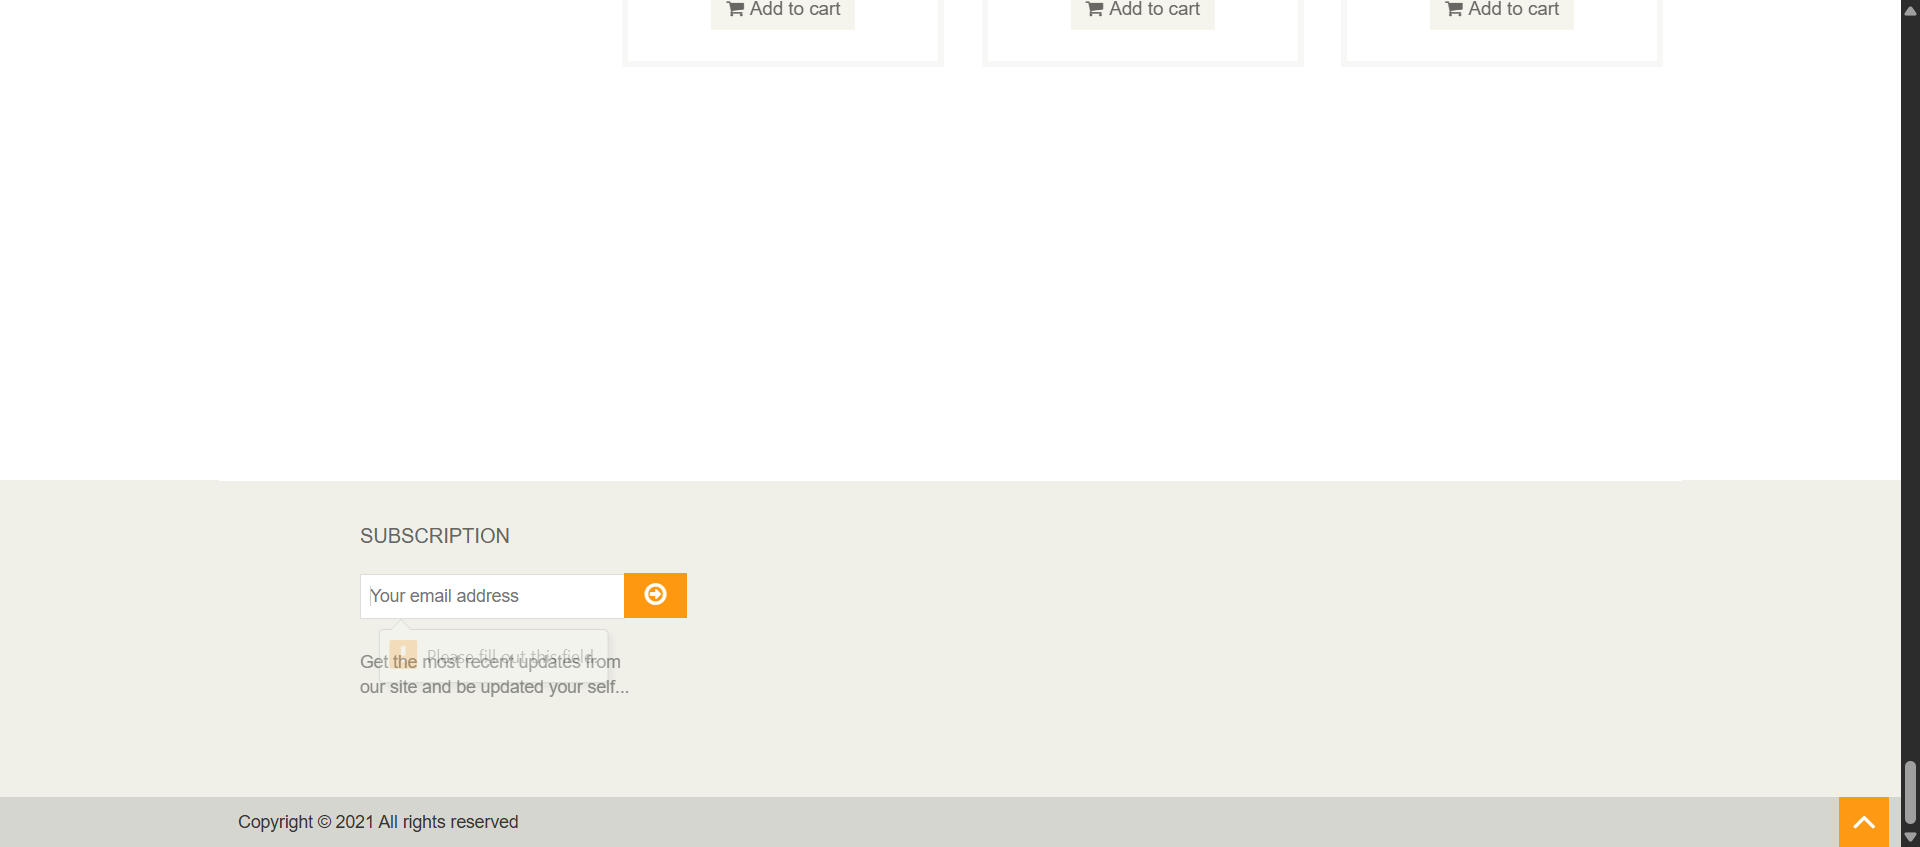 Add to cart Add to cart Add to cart
SUBSCRIPTION
Your email address
Please fill out this field.
Get the most recent updates from
our site and be updated your self...
Copyright © 2021 All rights reserved